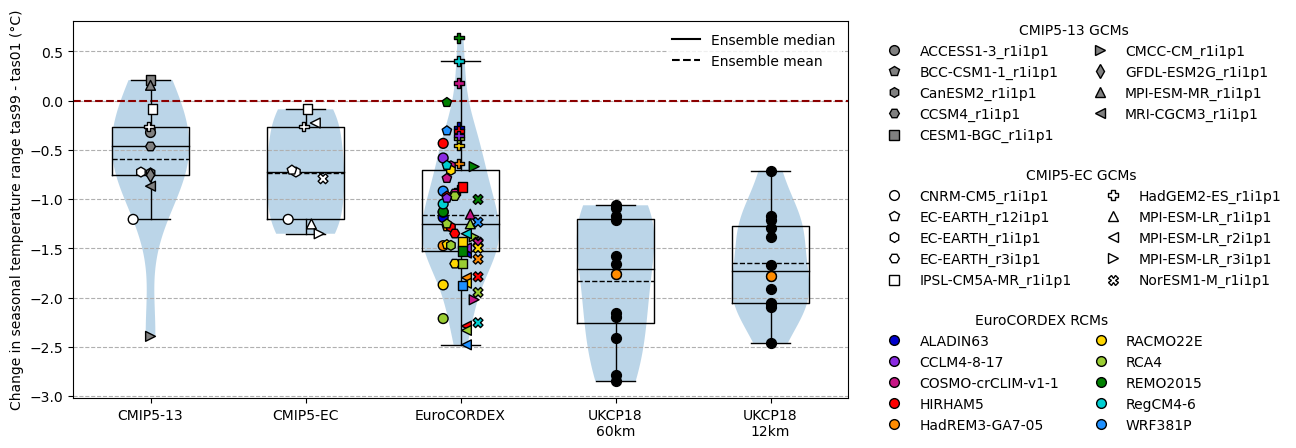 Change in seasonal temperature range tas99 - tas01 (°C)
0.5
0.0
−0.5
−1.0
−1.5
−2.0
−2.5
−3.0
Ensemble median
Ensemble mean
CMIP5-13
CMIP5-EC
EuroCORDEX
UKCP18
60km
UKCP18
12km
CMIP5-13 GCMs
ACCESS1-3_r1i1p1
BCC-CSM1-1_r1i1p1
CanESM2_r1i1p1
CCSM4_r1i1p1
CESM1-BGC_r1i1p1
CMCC-CM_r1i1p1
GFDL-ESM2G_r1i1p1
MPI-ESM-MR_r1i1p1
MRI-CGCM3_r1i1p1
CMIP5-EC GCMs
CNRM-CM5_r1i1p1
EC-EARTH_r12i1p1
EC-EARTH_r1i1p1
EC-EARTH_r3i1p1
IPSL-CM5A-MR_r1i1p1
HadGEM2-ES_r1i1p1
MPI-ESM-LR_r1i1p1
MPI-ESM-LR_r2i1p1
MPI-ESM-LR_r3i1p1
NorESM1-M_r1i1p1
EuroCORDEX RCMs
ALADIN63
CCLM4-8-17
COSMO-crCLIM-v1-1
HIRHAM5
HadREM3-GA7-05
RACMO22E
RCA4
REMO2015
RegCM4-6
WRF381P